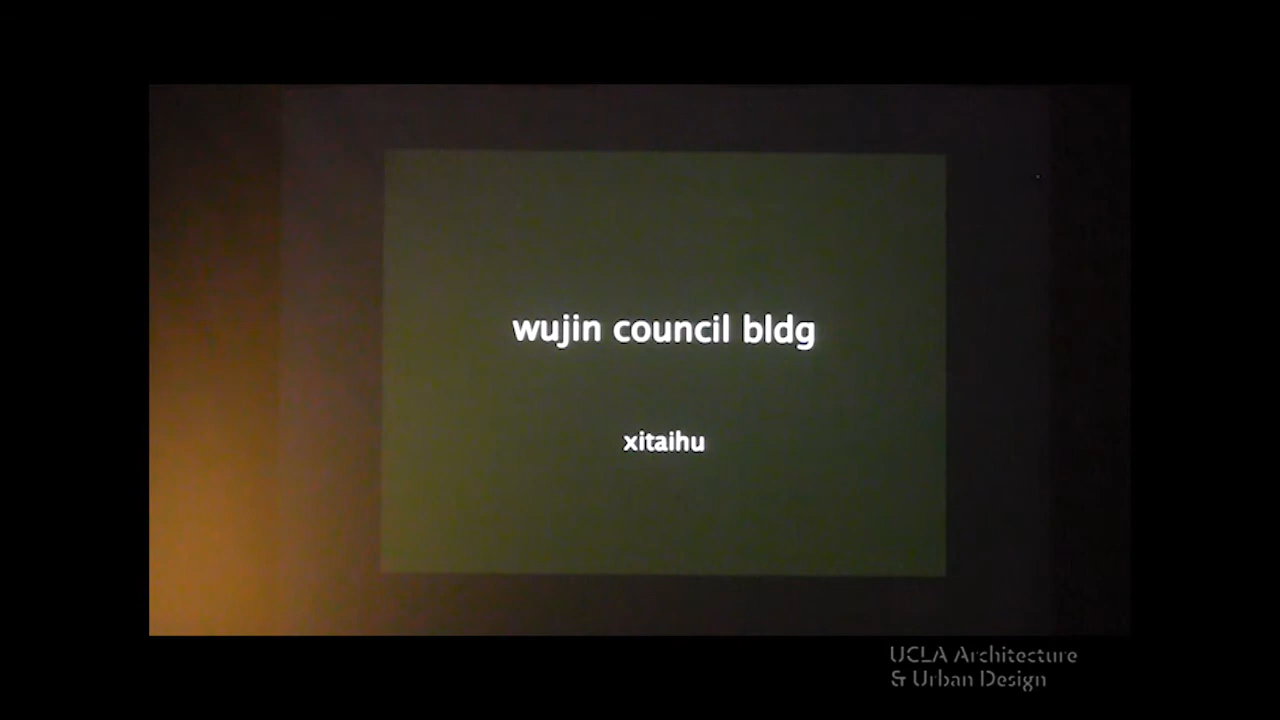 wujin council bldg
xitaihu
UCLA Architecture
& Urban Design